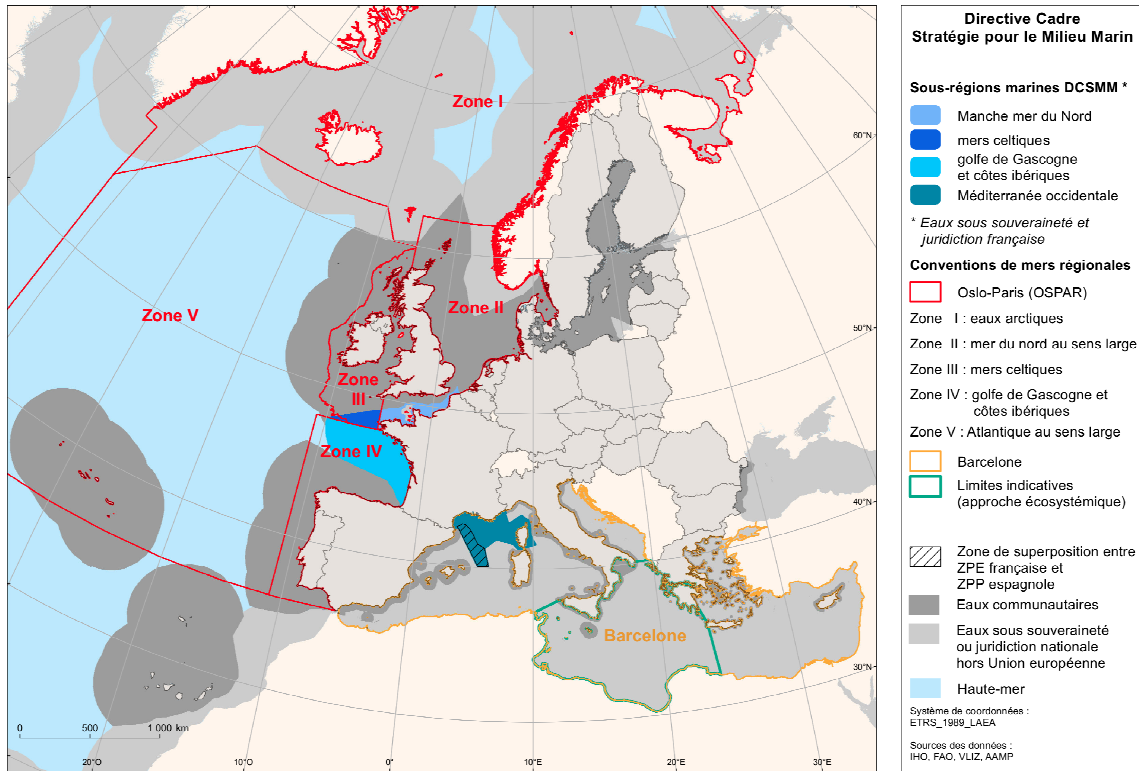 Zone I
Zone V
Zone II
Zone
III
Zone IV
Barcelone
60°N
50°N
40°N
30°N
0
500
1 000 km
20°O
10°O
0°
10°E
20°E
30°E
Directive Cadre
Stratégie pour le Milieu Marin
Sous-régions marines DCSMM *
Manche mer du Nord
mers celtiques
golfe de Gascogne
et côtes ibériques
Méditerranée occidentale
* Eaux sous souveraineté et
juridiction française
Conventions de mers régionales
Oslo-Paris (OSPAR)
Zone I : eaux arctiques
Zone II : mer du nord au sens large
Zone III : mers celtiques
Zone IV : golfe de Gascogne et
côtes ibériques
Zone V : Atlantique au sens large
Barcelone
Limites indicatives
(approche écosystémique)
Zone de superposition entre
ZPE française et
ZPP espagnole
Eaux communautaires
Eaux sous souveraineté
ou juridiction nationale
hors Union européenne
Haute-mer
Système de coordonnées :
ETRS_1989_LAEA
Sources des données :
IHO, FAO, VLIZ, AAMP